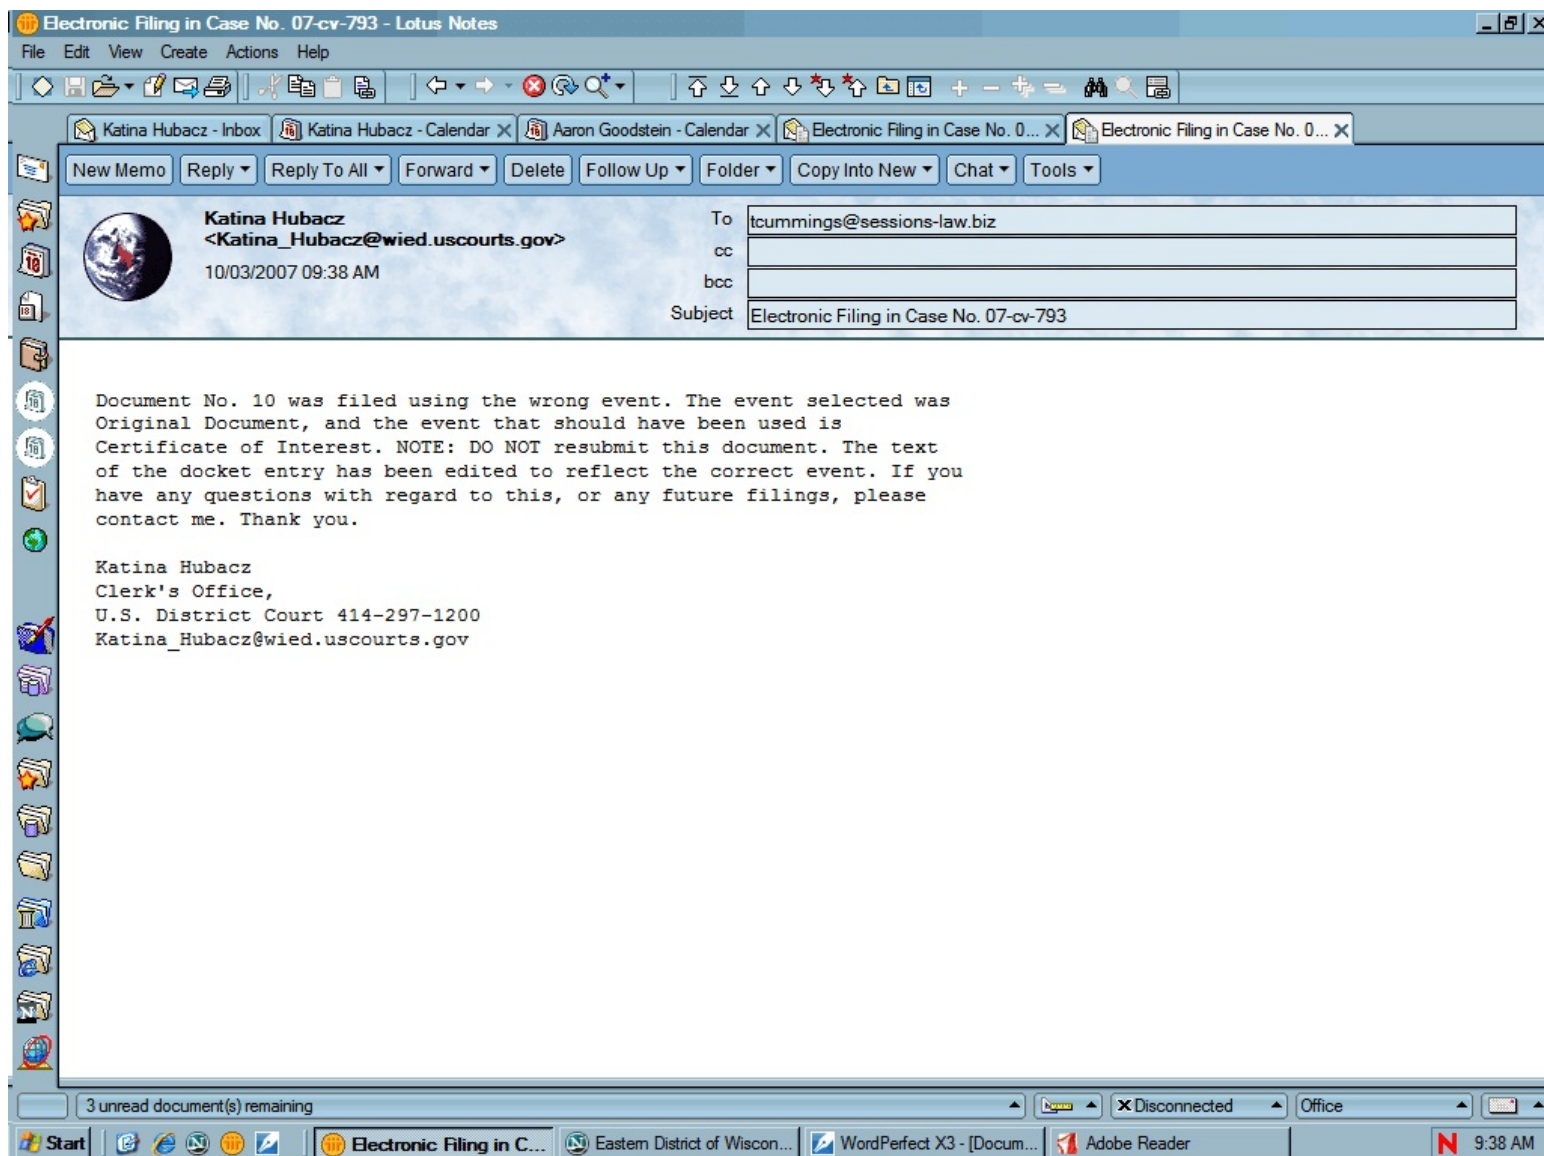 Electronic Filing in Case No. 07-cv-793 - Lotus Notes
File Edit View Create Actions Help
Katina Hubacz - Inbox Katina Hubacz - Calendar Aaron Goodstein - Calendar Electronic Filing in Case No. 0... Electronic Filing in Case No. 0...
New Memo Reply Reply To All Forward Delete Follow Up Folder Copy Into New Chat Tools
Katina Hubacz
<Katina_Hubacz@wied.uscourts.gov>
10/03/2007 09:38 AM
To tcummings@sessions-law.biz
cc
bcc
Subject Electronic Filing in Case No. 07-cv-793
Document No. 10 was filed using the wrong event. The event selected was
Original Document, and the event that should have been used is
Certificate of Interest. NOTE: DO NOT resubmit this document. The text
of the docket entry has been edited to reflect the correct event. If you
have any questions with regard to this, or any future filings, please
contact me. Thank you.
Katina Hubacz
Clerk's Office,
U.S. District Court 414-297-1200
Katina_Hubacz@wied.uscourts.gov
3 unread document(s) remaining Disconnected Office
Start Electronic Filing in C... Eastern District of Wiscon... WordPerfect X3 - [Docum... Adobe Reader N 9:38 AM